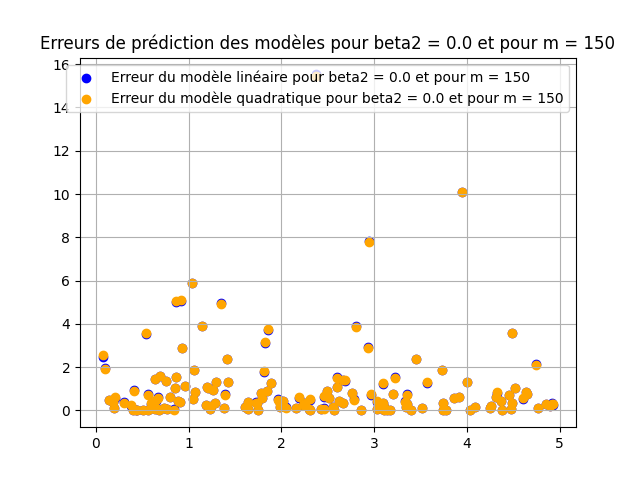 Erreurs de prédiction des modèles pour beta2 = 0.0 et pour m = 150
Erreur du modèle linéaire pour beta2 = 0.0 et pour m = 150
Erreur du modèle quadratique pour beta2 = 0.0 et pour m = 150
16
14
12
10
8
6
4
2
0
0 1 2 3 4 5